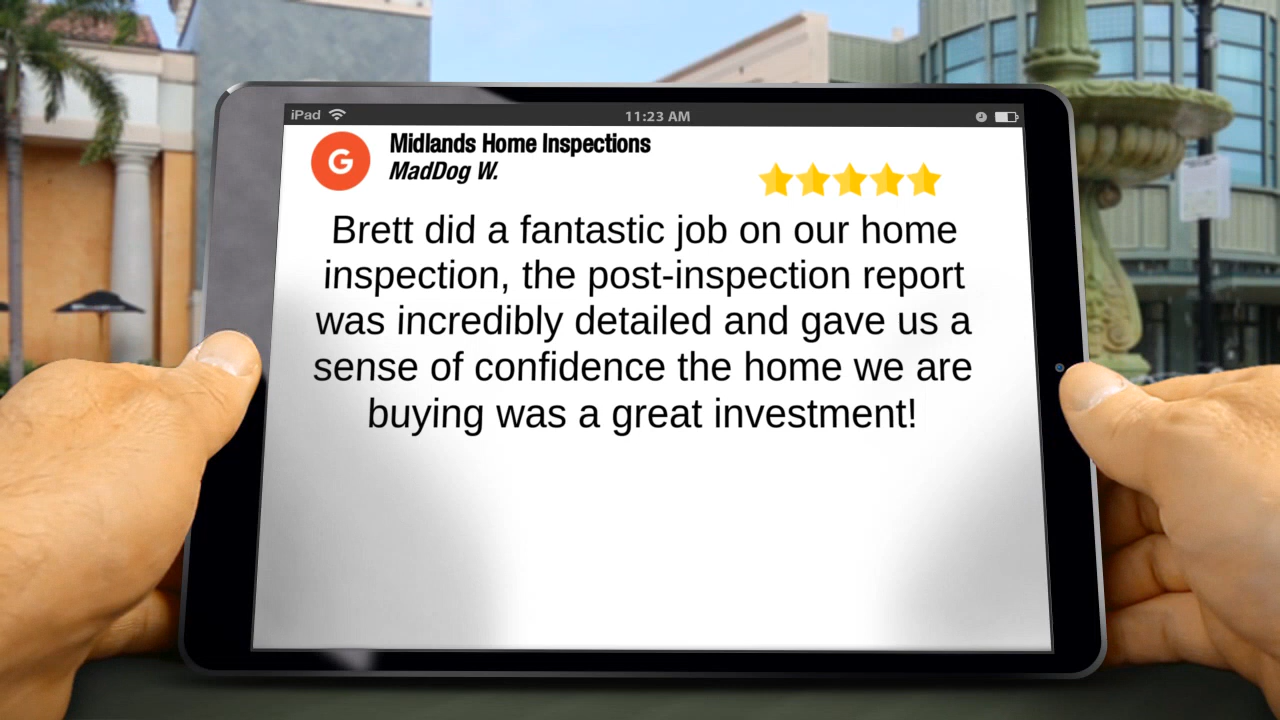 iPad 11:23 AM
G
Midlands Home Inspections
MadDog W.
Brett did a fantastic job on our home
inspection, the post-inspection report
was incredibly detailed and gave us a
sense of confidence the home we are
buying was a great investment!